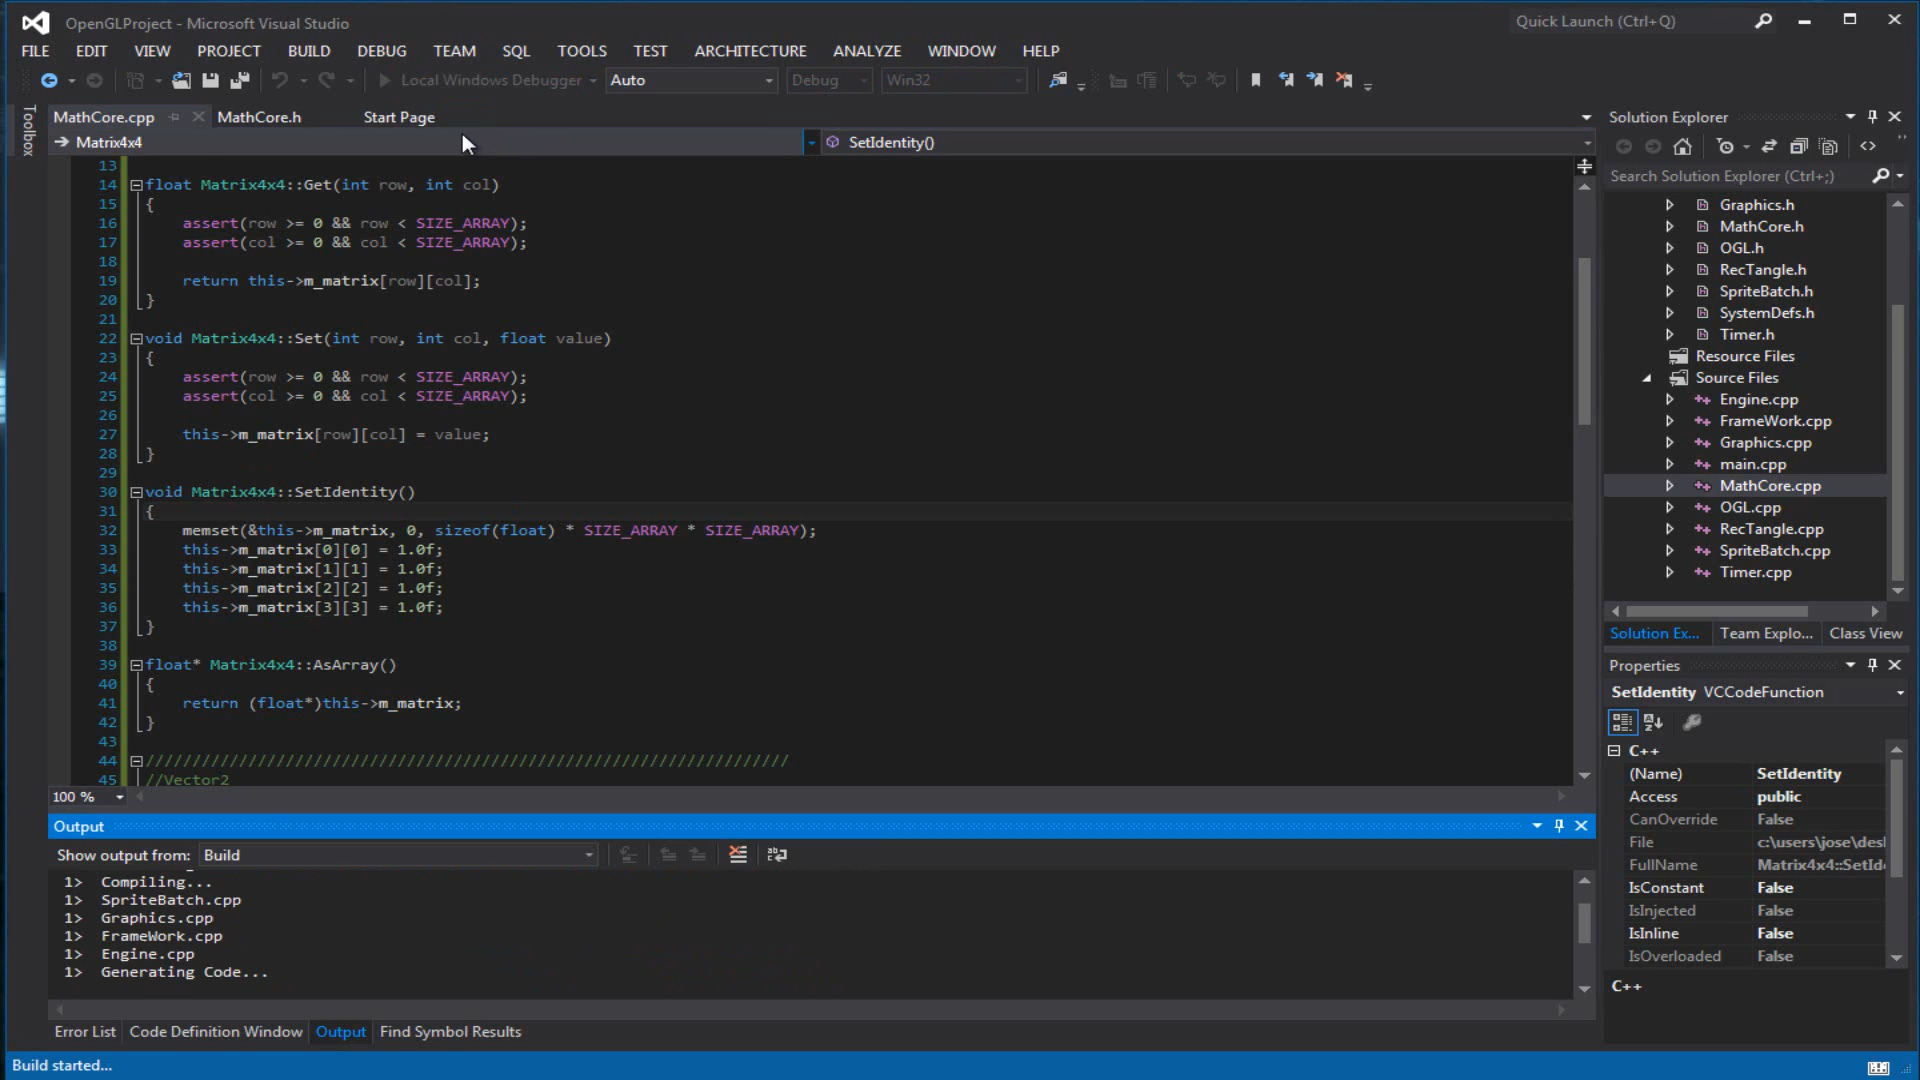 OpenGLProject - Microsoft Visual Studio
Quick Launch (Ctrl+Q)
FILE EDIT VIEW PROJECT BUILD DEBUG TEAM SQL TOOLS TEST ARCHITECTURE ANALYZE WINDOW HELP
Local Windows Debugger Auto Debug Win32
Toolbox
MathCore.cpp MathCore.h Start Page
Matrix4x4 SetIdentity()
13
14 float Matrix4x4::Get(int row, int col)
15 {
16 assert(row >= 0 && row < SIZE_ARRAY);
17 assert(col >= 0 && col < SIZE_ARRAY);
18
19 return this->m_matrix[row][col];
20 }
21
22 void Matrix4x4::Set(int row, int col, float value)
23 {
24 assert(row >= 0 && row < SIZE_ARRAY);
25 assert(col >= 0 && col < SIZE_ARRAY);
26
27 this->m_matrix[row][col] = value;
28 }
29
30 void Matrix4x4::SetIdentity()
31 {
32 memset(&this->m_matrix, 0, sizeof(float) * SIZE_ARRAY * SIZE_ARRAY);
33 this->m_matrix[0][0] = 1.0f;
34 this->m_matrix[1][1] = 1.0f;
35 this->m_matrix[2][2] = 1.0f;
36 this->m_matrix[3][3] = 1.0f;
37 }
38
39 float* Matrix4x4::AsArray()
40 {
41 return (float*)this->m_matrix;
42 }
43
44 /////////////////////////////////////////////////////////////////////
45 //Vector2
100 %
Output
Show output from: Build
1> Compiling...
1> SpriteBatch.cpp
1> Graphics.cpp
1> FrameWork.cpp
1> Engine.cpp
1> Generating Code...
Error List Code Definition Window Output Find Symbol Results
Build started...
Solution Explorer
Search Solution Explorer (Ctrl+;)
Graphics.h
MathCore.h
OGL.h
RecTangle.h
SpriteBatch.h
SystemDefs.h
Timer.h
Resource Files
Source Files
Engine.cpp
FrameWork.cpp
Graphics.cpp
main.cpp
MathCore.cpp
OGL.cpp
RecTangle.cpp
SpriteBatch.cpp
Timer.cpp
Solution Ex... Team Explo... Class View
Properties
SetIdentity VCCodeFunction
C++
(Name) SetIdentity
Access public
CanOverride False
File c:\users\jose\desl
FullName Matrix4x4::SetIde
IsConstant False
IsInjected False
IsInline False
IsOverloaded False
C++